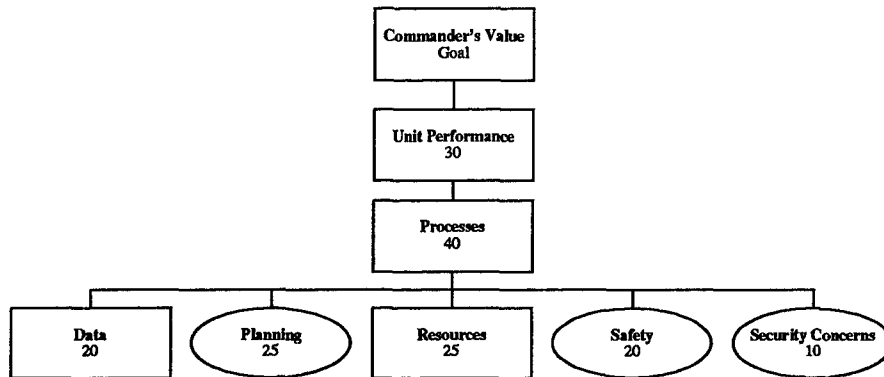 Commander's Value
Goal
Unit Performance
30
Processes
40
Data
20
Planning
25
Resources
25
Safety
20
Security Concerns
10